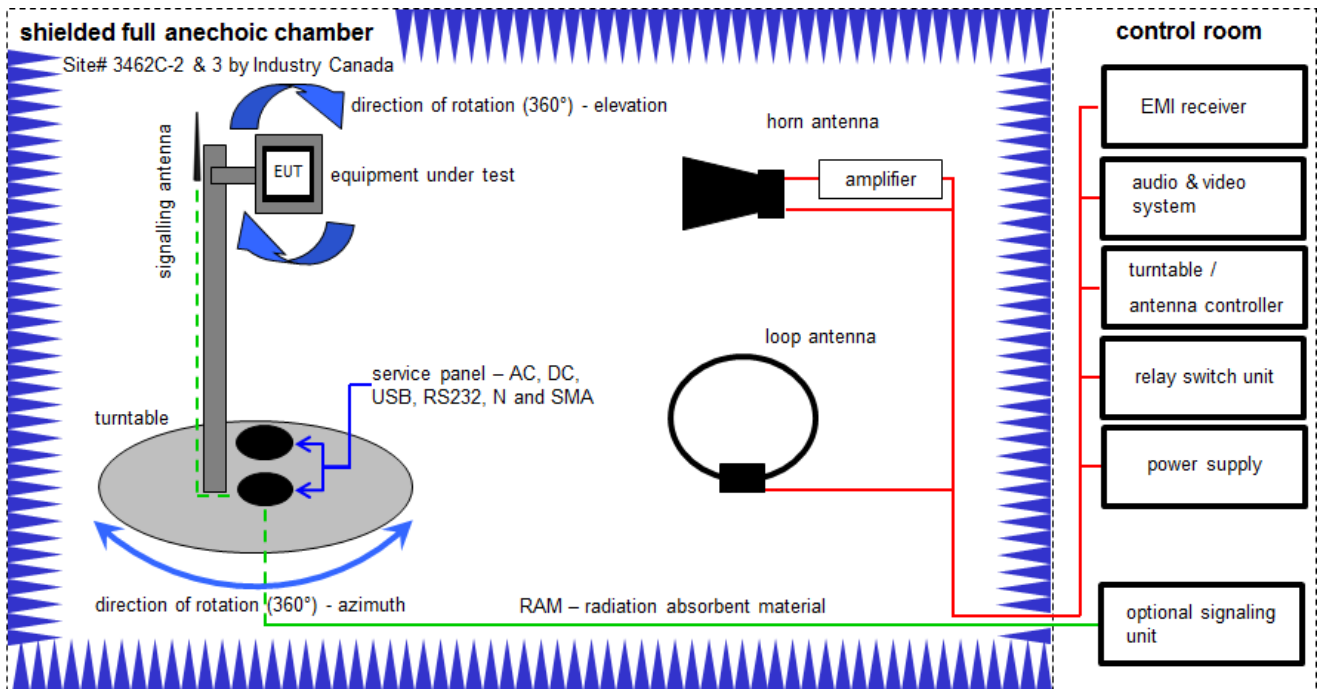 shielded full anechoic chamber
Site# 3462C-2 & 3 by Industry Canada
direction of rotation (360°) - elevation
signalling antenna
EUT
equipment under test
horn antenna
amplifier
loop antenna
service panel – AC, DC,
USB, RS232, N and SMA
turntable
direction of rotation (360°) - azimuth
RAM – radiation absorbent material
control room
EMI receiver
audio & video
system
turntable /
antenna controller
relay switch unit
power supply
optional signaling
unit